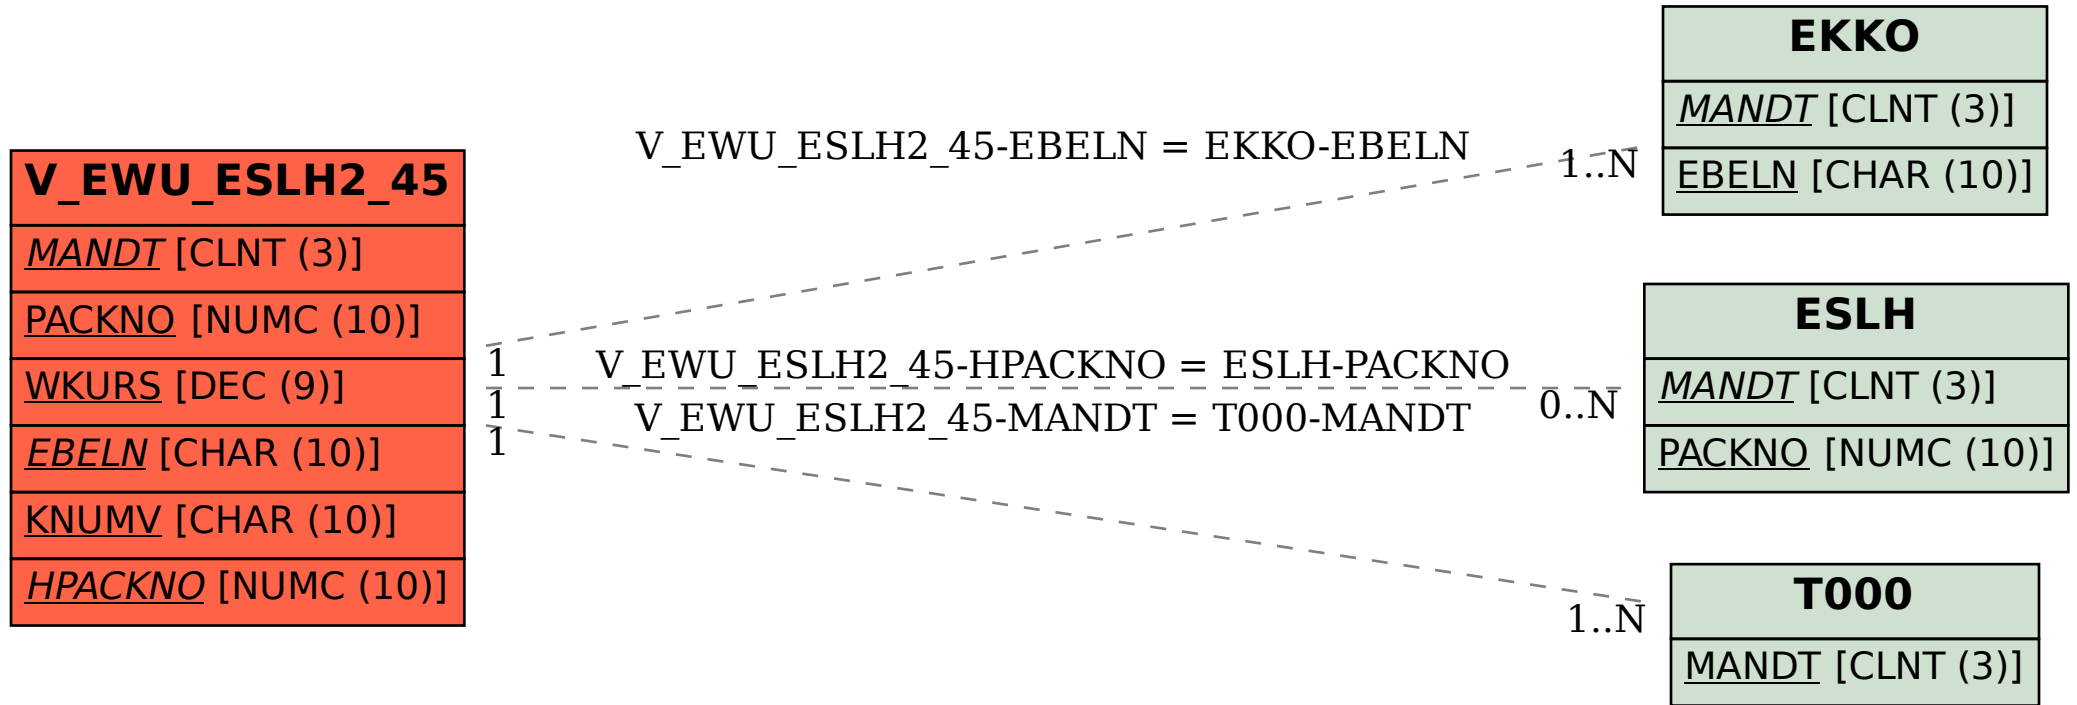 V_EWU_ESLH2_45
MANDT [CLNT (3)]
PACKNO [NUMC (10)]
WKURS [DEC (9)]
EBELN [CHAR (10)]
KNUMV [CHAR (10)]
HPACKNO [NUMC (10)]
V_EWU_ESLH2_45-EBELN = EKKO-EBELN
1..N
1
V_EWU_ESLH2_45-HPACKNO = ESLH-PACKNO
0..N
1
V_EWU_ESLH2_45-MANDT = T000-MANDT
1
1..N
EKKO
MANDT [CLNT (3)]
EBELN [CHAR (10)]
ESLH
MANDT [CLNT (3)]
PACKNO [NUMC (10)]
T000
MANDT [CLNT (3)]